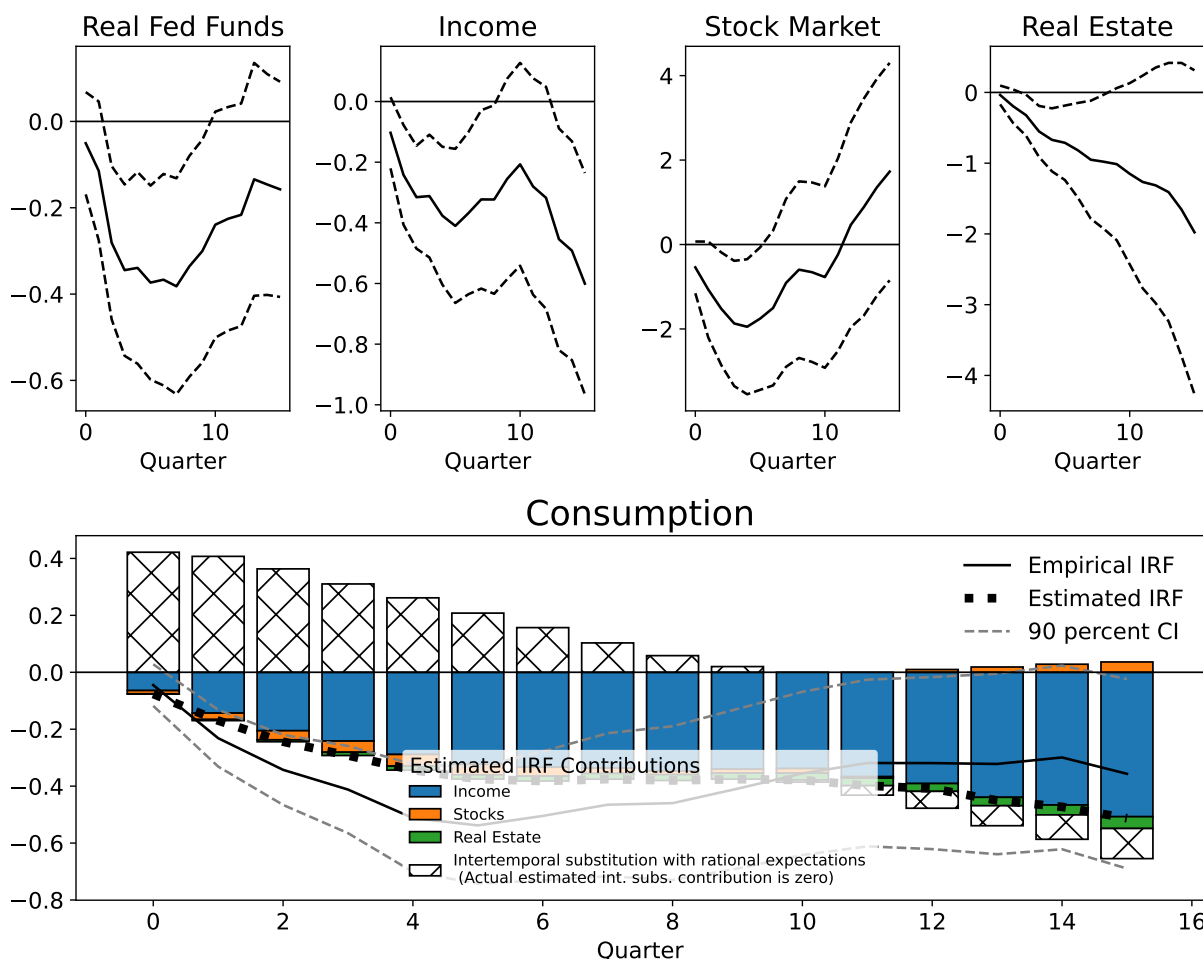 Real Fed Funds
Income
Stock Market
Real Estate
0.0
−0.2
−0.4
−0.6
0
10
Quarter
0.0
−0.2
−0.4
−0.6
−0.8
−1.0
0
10
Quarter
4
2
0
−2
0
10
Quarter
0
−1
−2
−3
−4
0
10
Quarter
Consumption
0.4
0.2
0.0
−0.2
−0.4
−0.6
−0.8
Empirical IRF
Estimated IRF
90 percent CI
Estimated IRF Contributions
Income
Stocks
Real Estate
Intertemporal substitution with rational expectations
(Actual estimated int. subs. contribution is zero)
0
2
4
6
8
10
12
14
16
Quarter